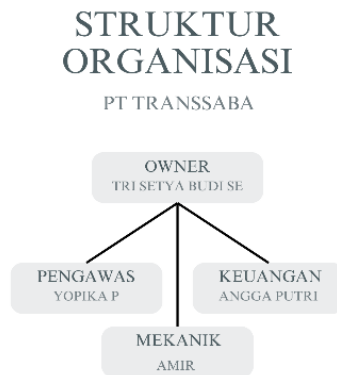 STRUKTUR
ORGANISASI
PT TRANSSABA
OWNER
TRI SETYA BUDI SE
PENGAWAS
YOPIKA P
KEUANGAN
ANGGA PUTRI
MEKANIK
AMIR